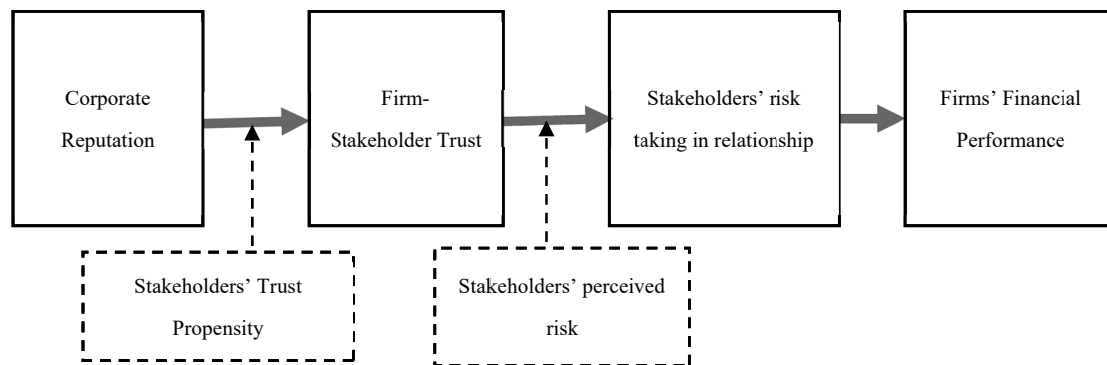 Corporate
Reputation
Firm-
Stakeholder Trust
Stakeholders’ risk
taking in relationship
Firms’ Financial
Performance
Stakeholders’ Trust
Propensity
Stakeholders’ perceived
risk